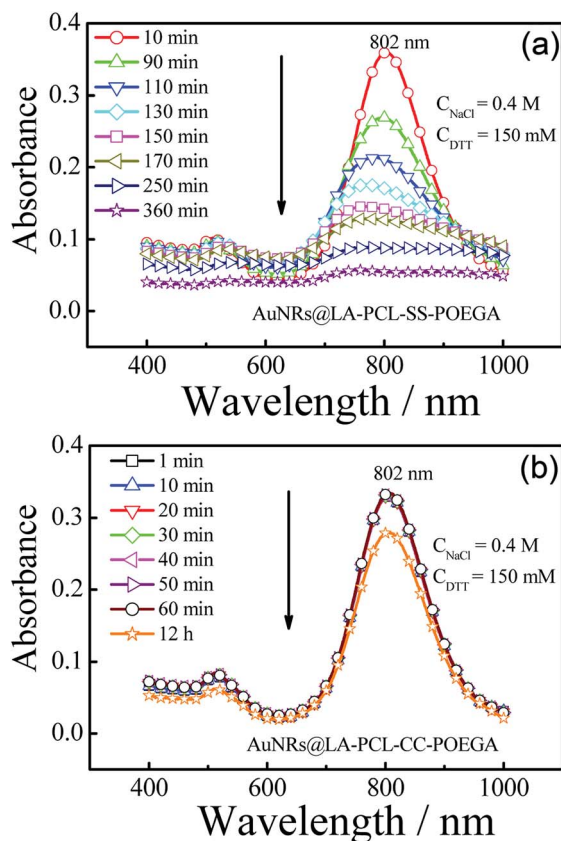 (a)
802 nm
10 min
90 min
110 min
130 min
150 min
170 min
250 min
360 min
C_NaCl = 0.4 M
C_DTT = 150 mM
AuNRs@LA-PCL-SS-POEGA
0.4
0.3
0.2
0.1
0.0
Absorbance
400 600 800 1000
Wavelength / nm
(b)
802 nm
1 min
10 min
20 min
30 min
40 min
50 min
60 min
12 h
C_NaCl = 0.4 M
C_DTT = 150 mM
AuNRs@LA-PCL-CC-POEGA
0.4
0.3
0.2
0.1
0.0
Absorbance
400 600 800 1000
Wavelength / nm